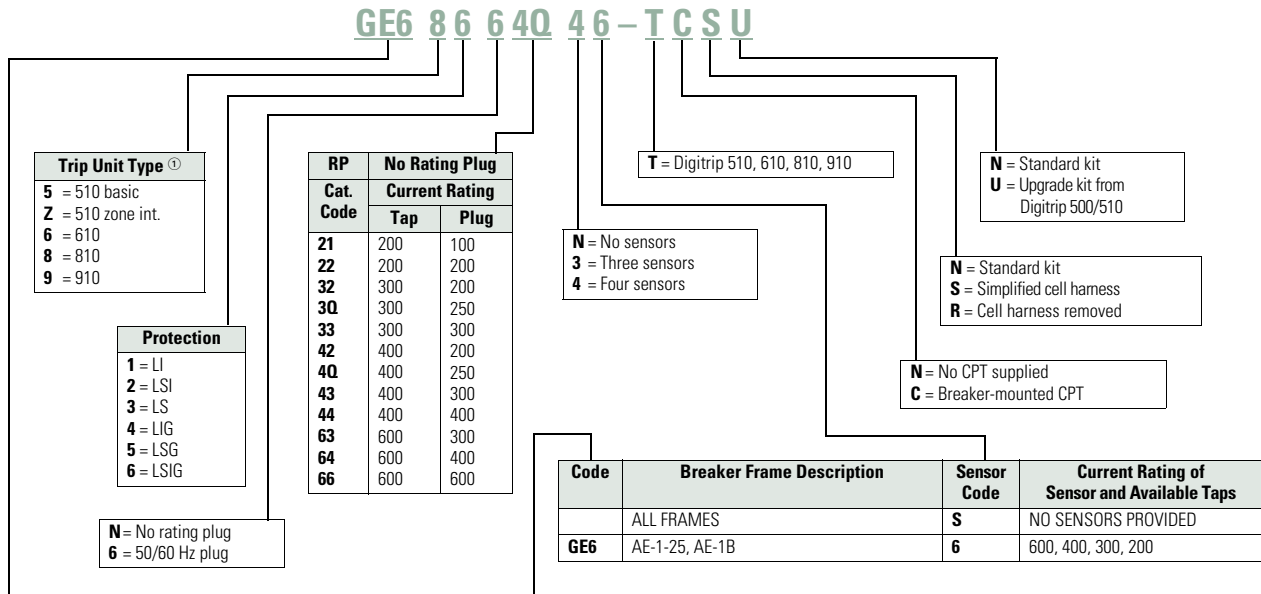 GE6 8 6 6 4Q 4 6 – T C S U
Trip Unit Type ①
5 = 510 basic
Z = 510 zone int.
6 = 610
8 = 810
9 = 910
Protection
1 = LI
2 = LSI
3 = LS
4 = LIG
5 = LSG
6 = LSIG
N = No rating plug
6 = 50/60 Hz plug
RP No Rating Plug
Cat. Code Current Rating
Tap Plug
21 200 100
22 200 200
32 300 200
3Q 300 250
33 300 300
42 400 200
4Q 400 250
43 400 300
44 400 400
63 600 300
64 600 400
66 600 600
T = Digitrip 510, 610, 810, 910
N = No sensors
3 = Three sensors
4 = Four sensors
N = Standard kit
U = Upgrade kit from
Digitrip 500/510
N = Standard kit
S = Simplified cell harness
R = Cell harness removed
N = No CPT supplied
C = Breaker-mounted CPT
Code Breaker Frame Description Sensor Code Current Rating of Sensor and Available Taps
ALL FRAMES S NO SENSORS PROVIDED
GE6 AE-1-25, AE-1B 6 600, 400, 300, 200